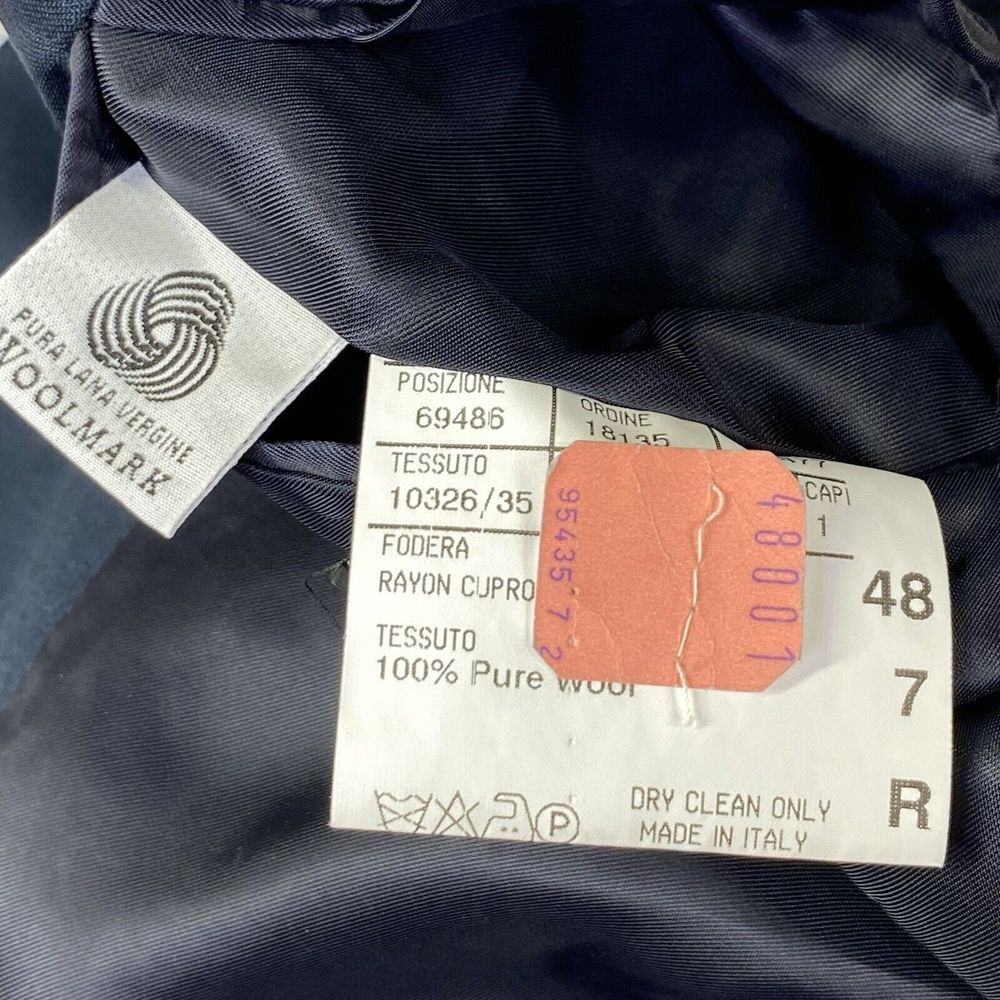 PURA LANA VERGINE
WOOLMARK
POSIZIONE
69486
ORDINE
18135
TESSUTO
10326/35
CAPI
1
FODERA
RAYON CUPRO
TESSUTO
100% Pure Wool
95435 7 2
48001
48
7
R
P
DRY CLEAN ONLY
MADE IN ITALY